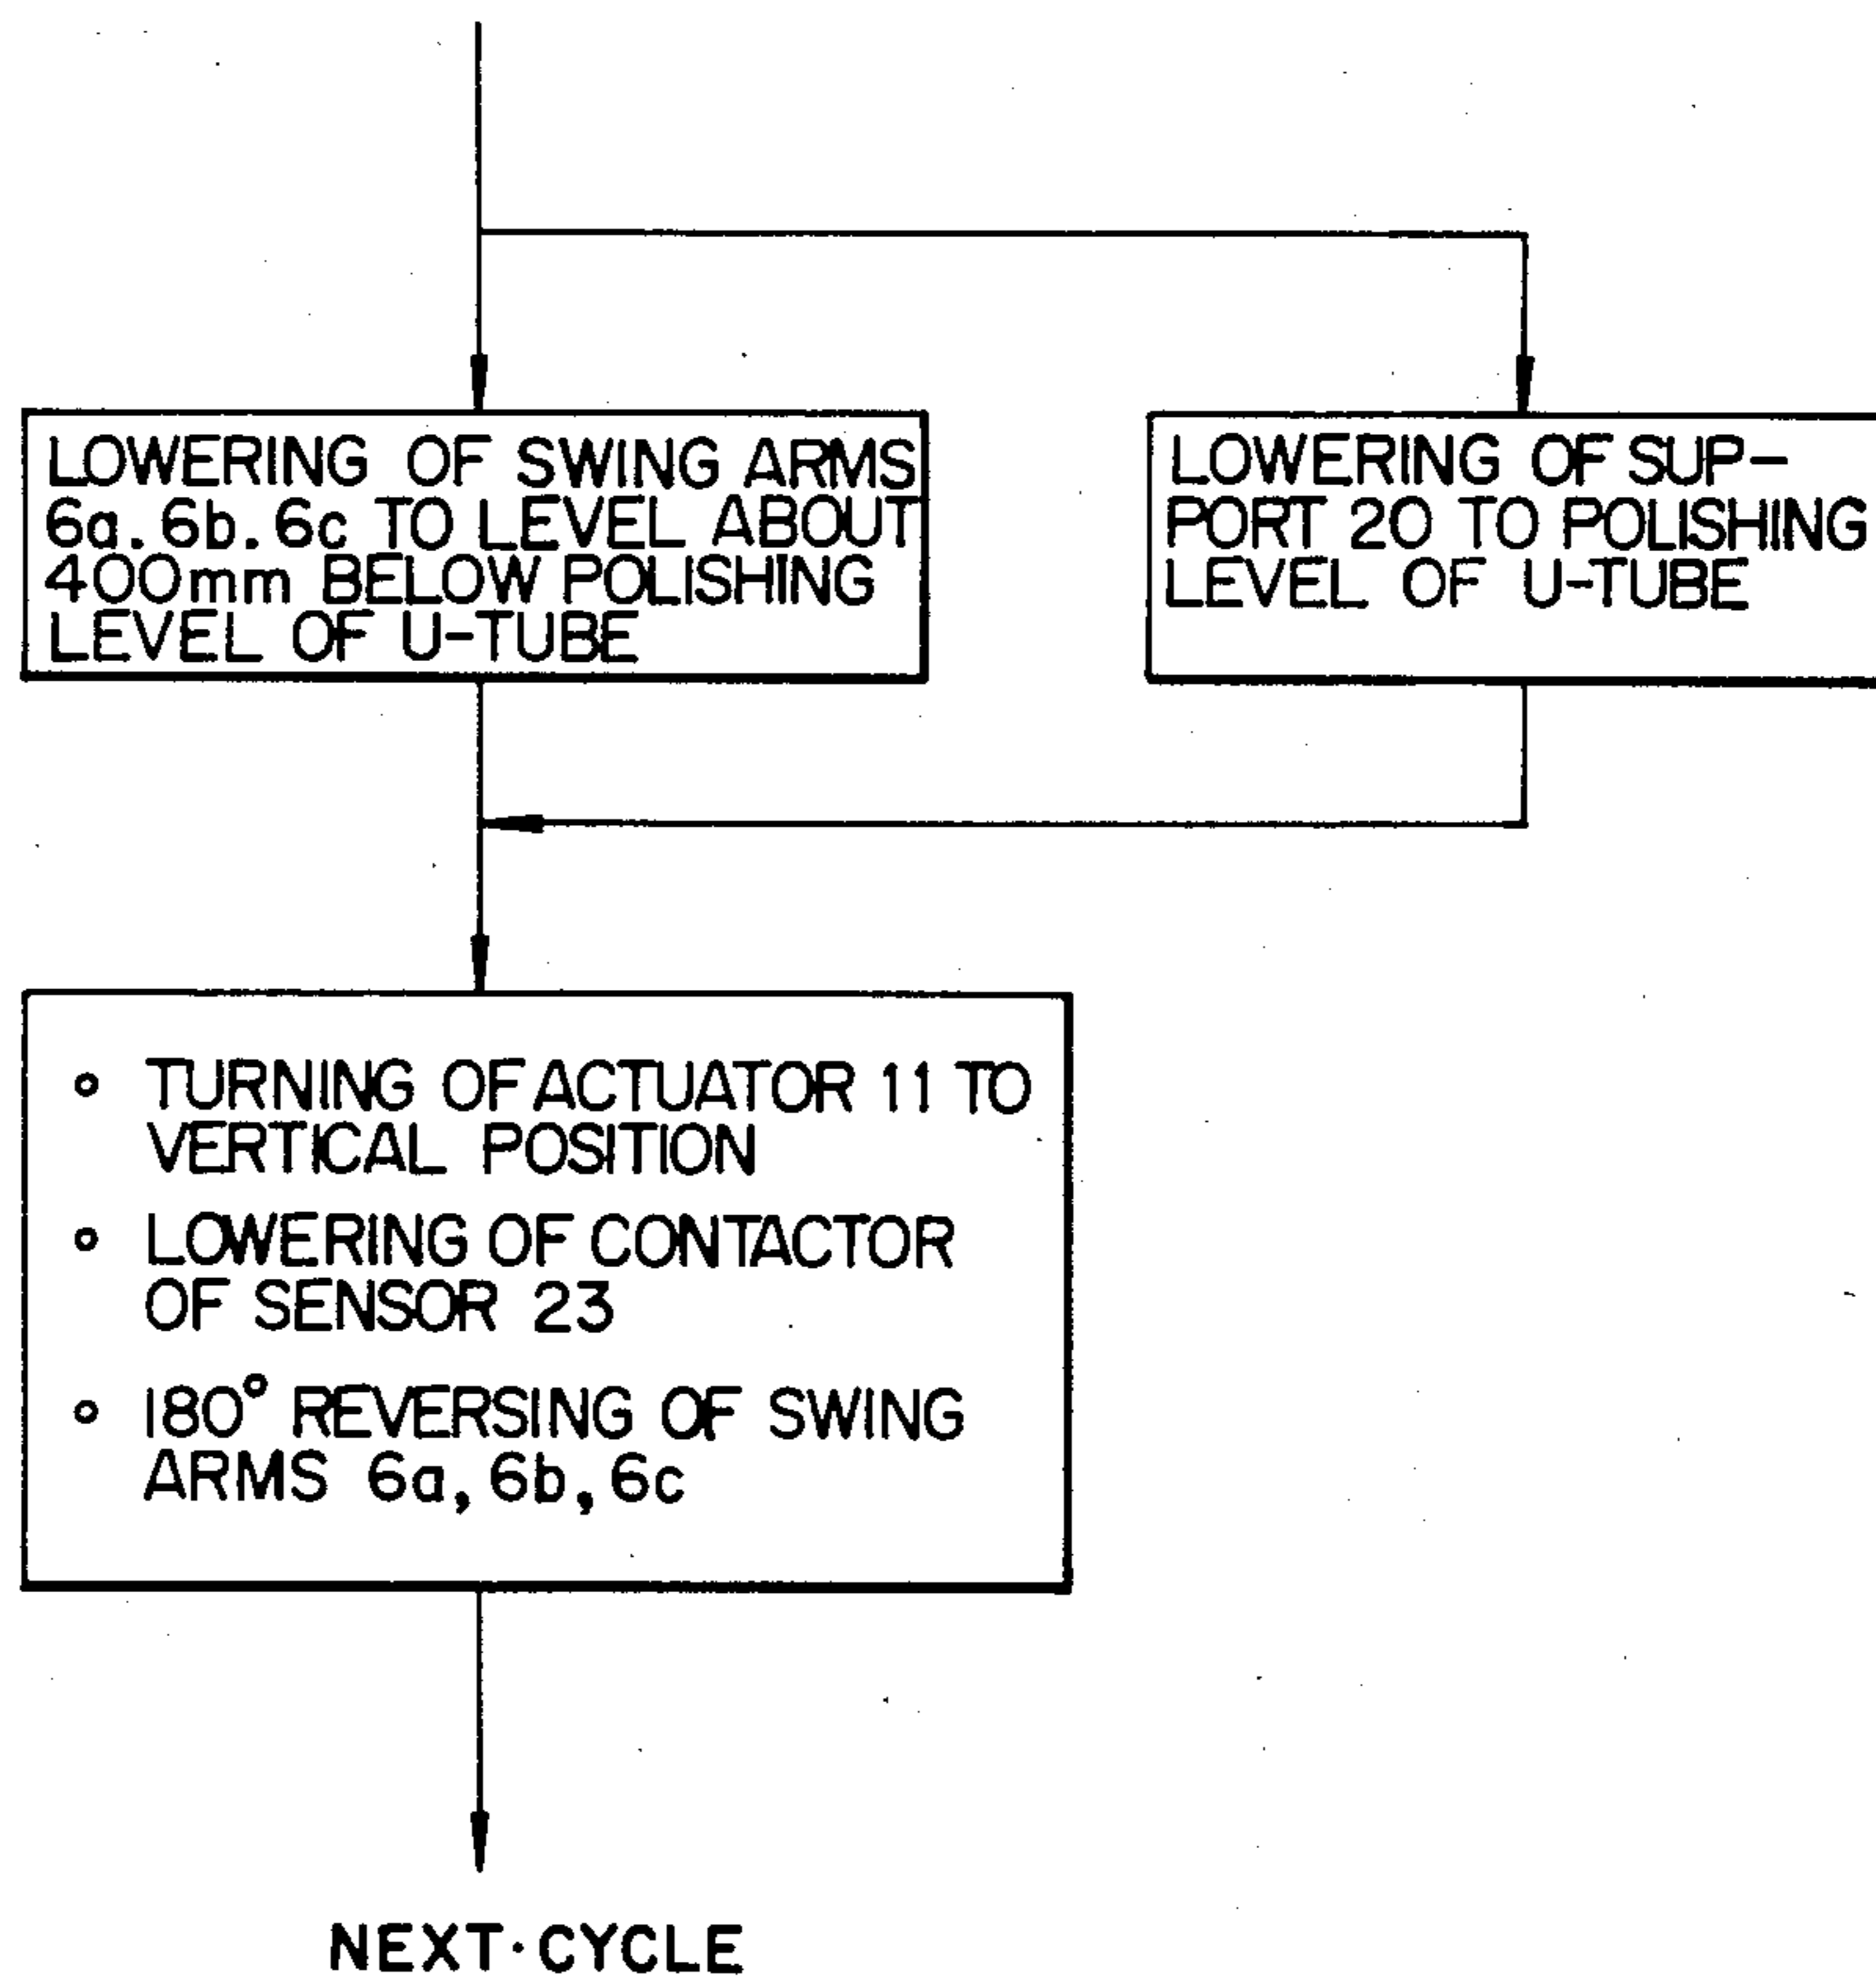 LOWERING OF SWING ARMS
6a. 6b. 6c TO LEVEL ABOUT
400mm BELOW POLISHING
LEVEL OF U-TUBE
LOWERING OF SUP-
PORT 20 TO POLISHING
LEVEL OF U-TUBE
° TURNING OF ACTUATOR 11 TO
VERTICAL POSITION
° LOWERING OF CONTACTOR
OF SENSOR 23
° 180° REVERSING OF SWING
ARMS 6a, 6b, 6c
NEXT·CYCLE